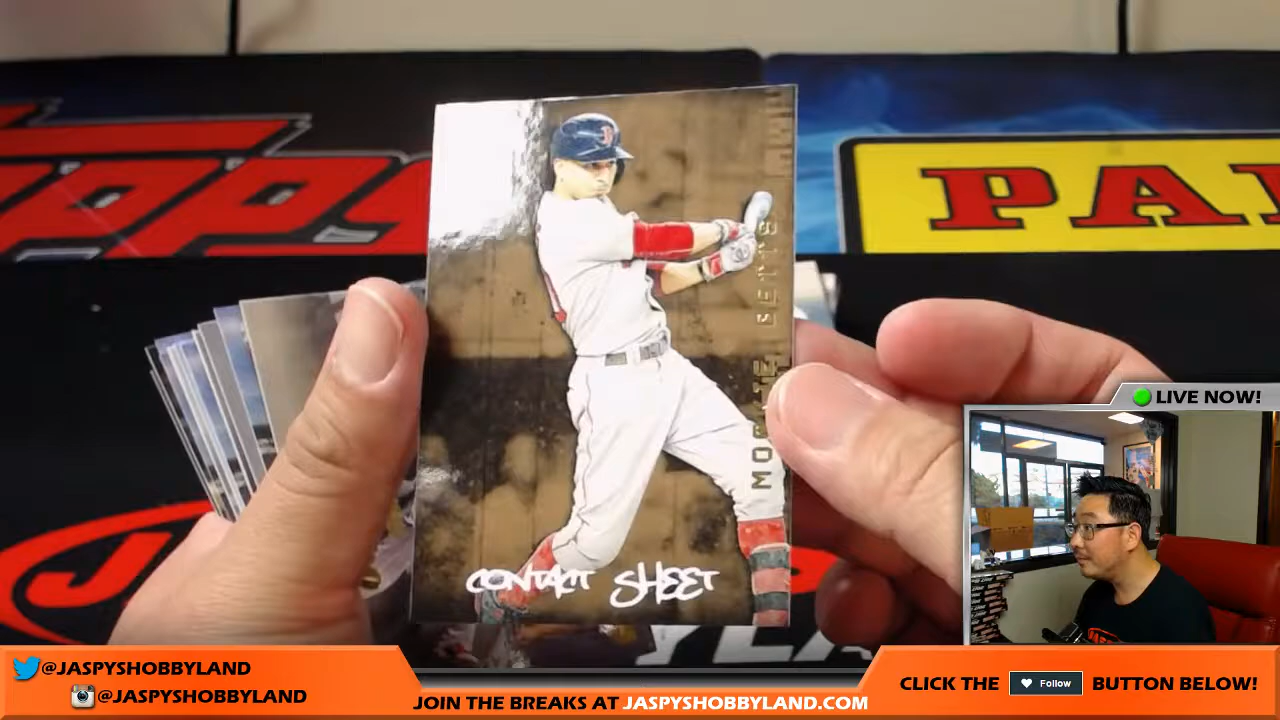 PA
MOOKIE BETTS
CONTACT SHEET
LIVE NOW!
@JASPYSHOBBYLAND
@JASPYSHOBBYLAND
JOIN THE BREAKS AT JASPYSHOBBYLAND.COM
CLICK THE Follow BUTTON BELOW!